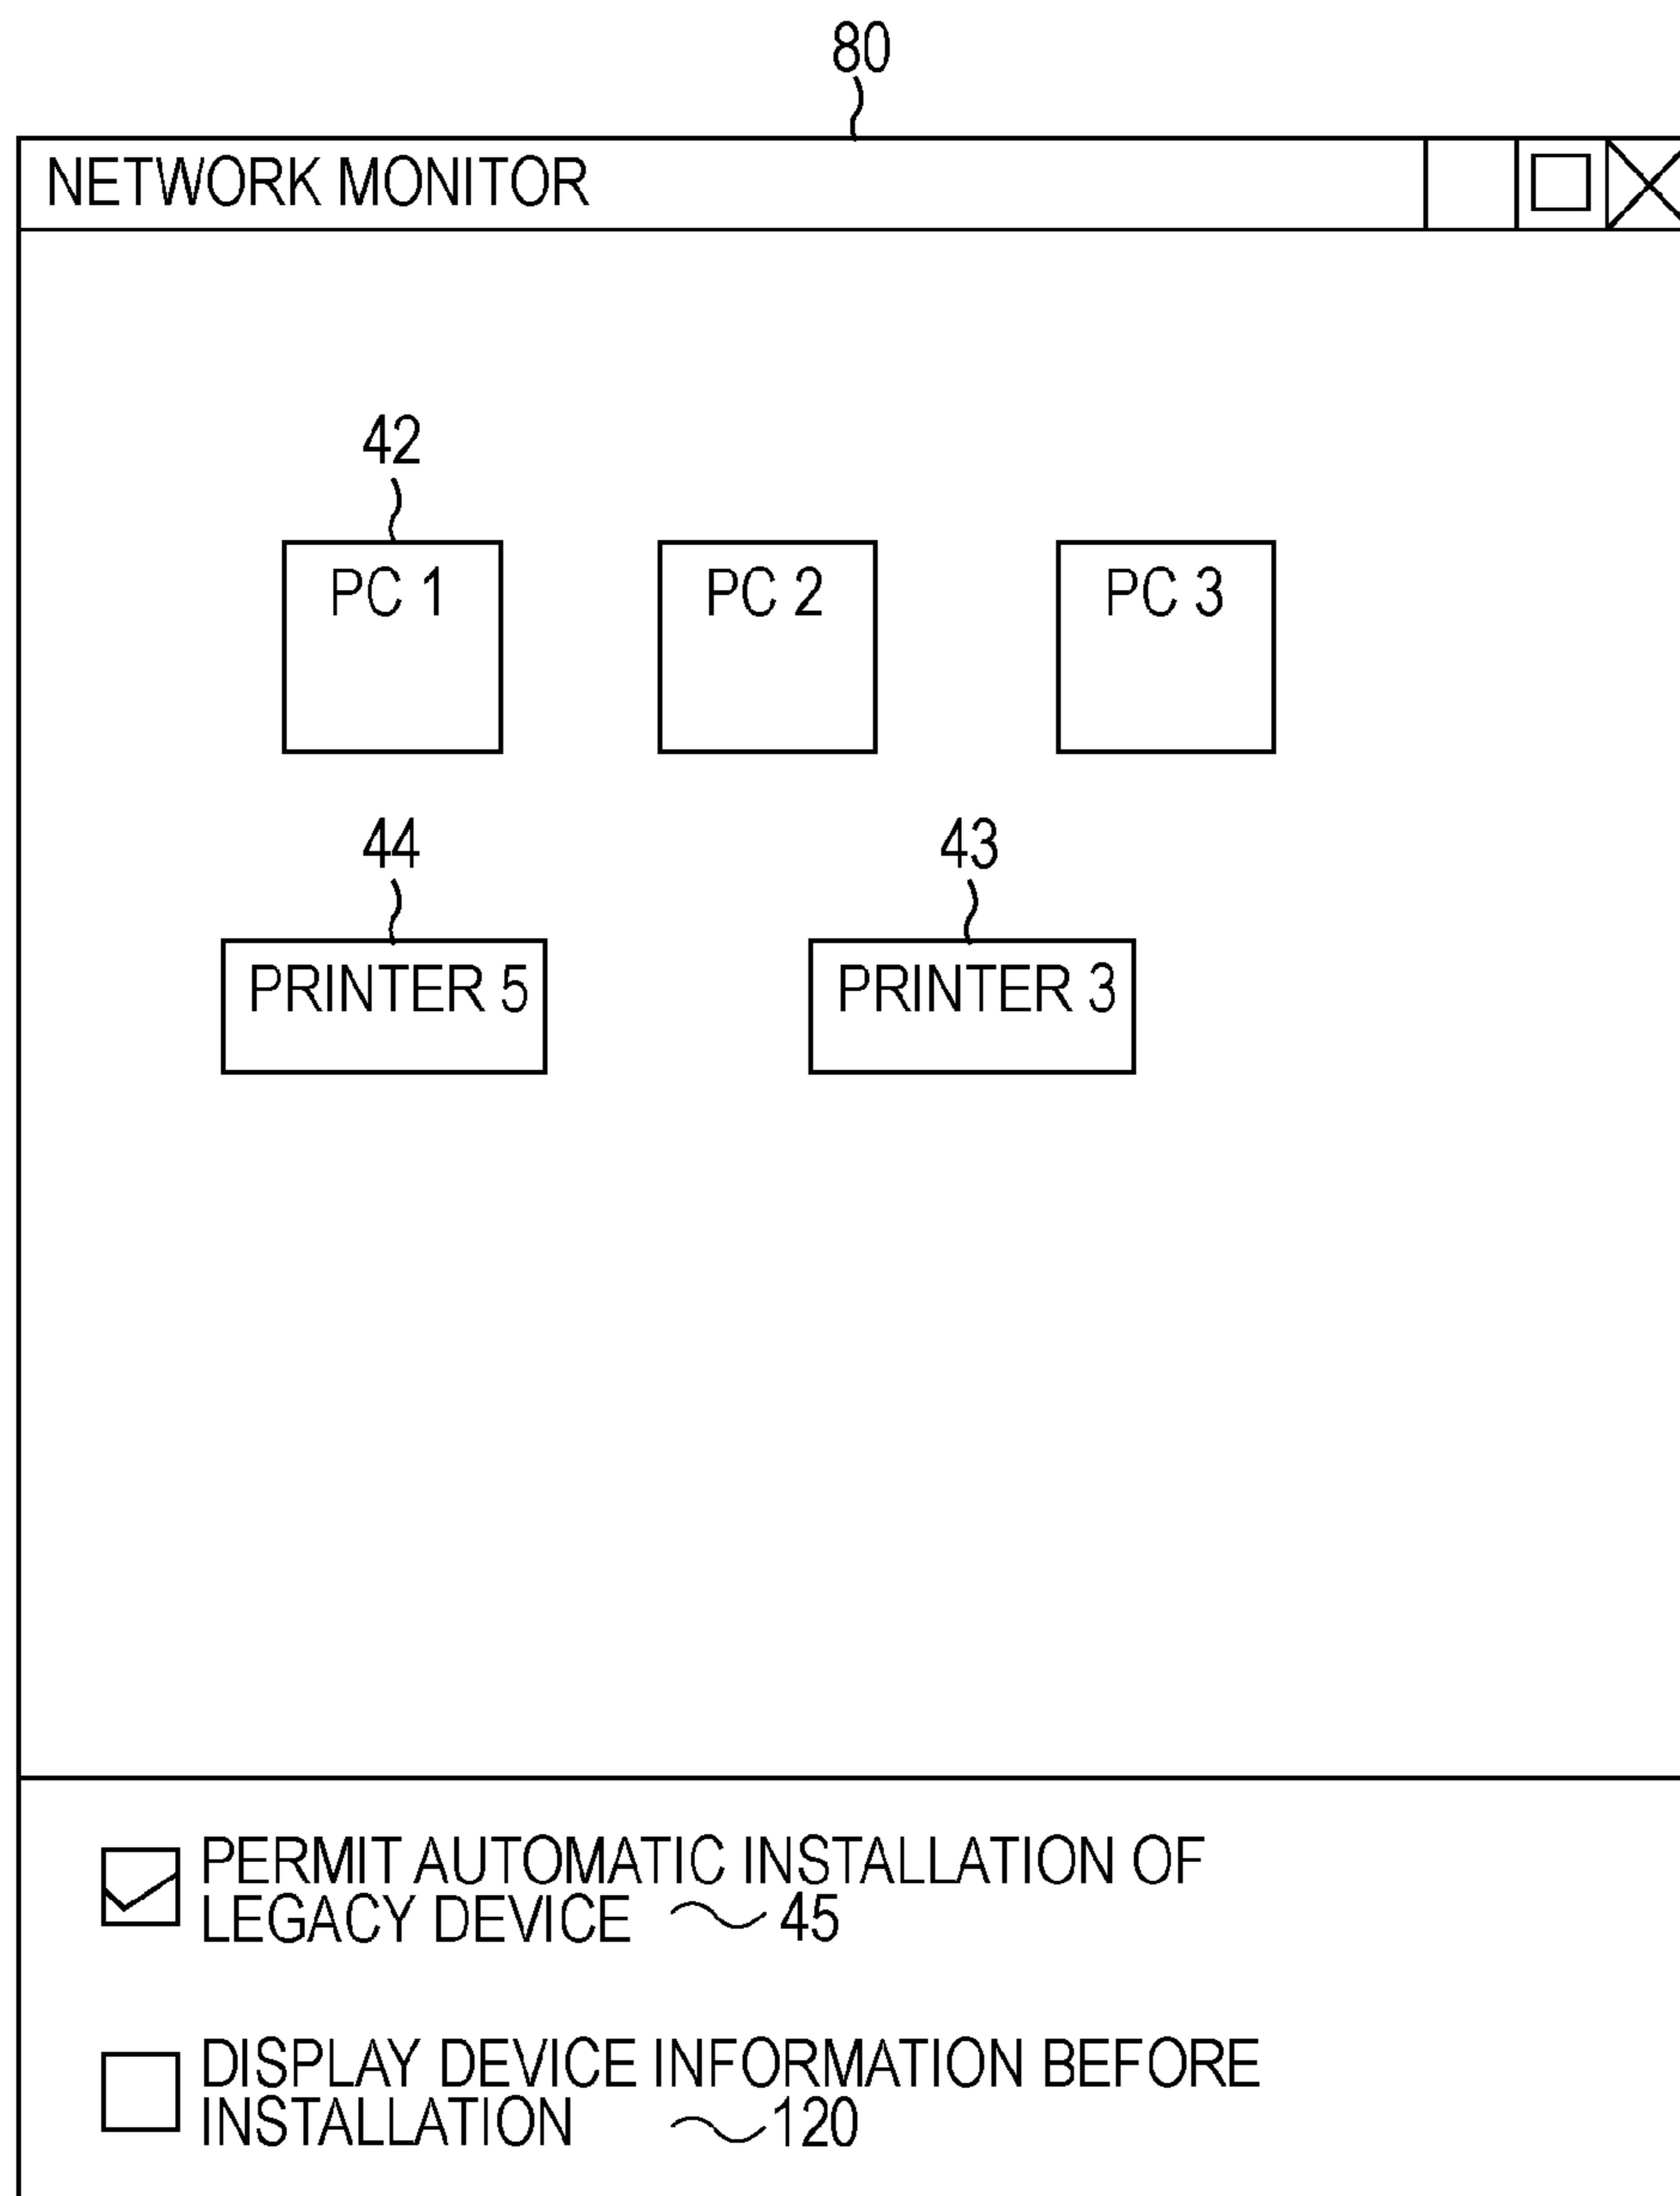 80
NETWORK MONITOR
42
PC 1
PC 2
PC 3
44
43
PRINTER 5
PRINTER 3
PERMIT AUTOMATIC INSTALLATION OF
LEGACY DEVICE 45
DISPLAY DEVICE INFORMATION BEFORE
INSTALLATION 120